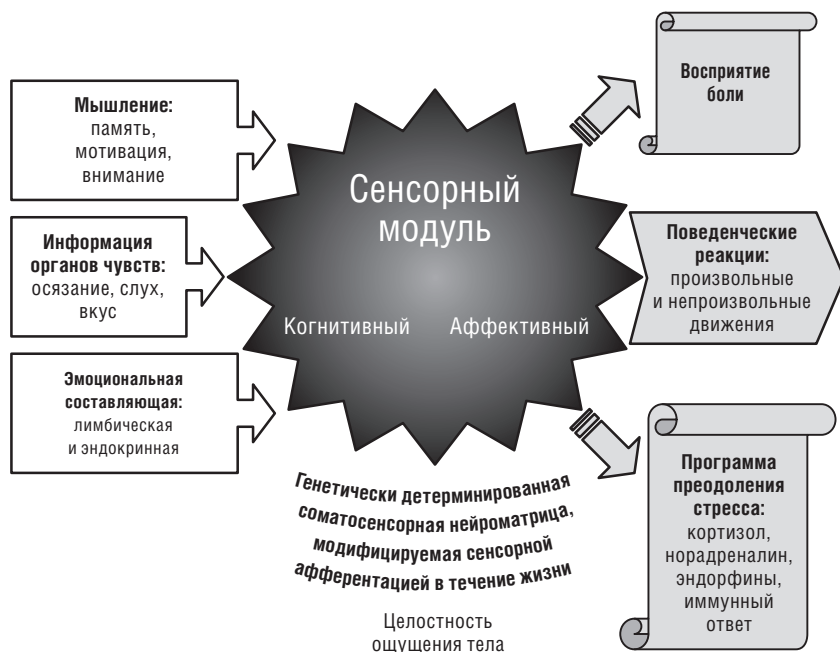 Мышление:
память,
мотивация,
внимание
Информация
органов чувств:
осязание, слух,
вкус
Эмоциональная
составляющая:
лимбическая
и эндокринная
Сенсорный
модуль
Когнитивный
Аффективный
Генетически детерминированная
соматосенсорная нейроматрица,
модифицируемая сенсорной
афферентацией в течение жизни
Целостность
ощущения тела
Восприятие
боли
Поведенческие
реакции:
произвольные
и непроизвольные
движения
Программа
преодоления
стресса:
кортизол,
норадреналин,
эндорфины,
иммунный
ответ